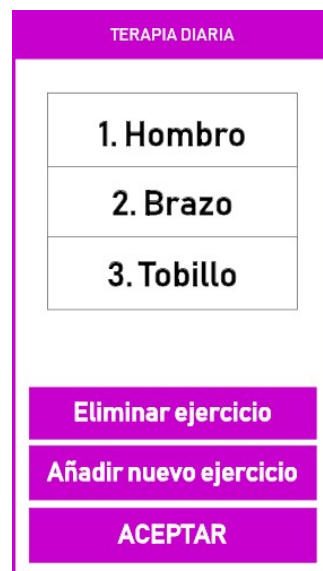 TERAPIA DIARIA
1. Hombro
2. Brazo
3. Tobillo
Eliminar ejercicio
Añadir nuevo ejercicio
ACEPTAR